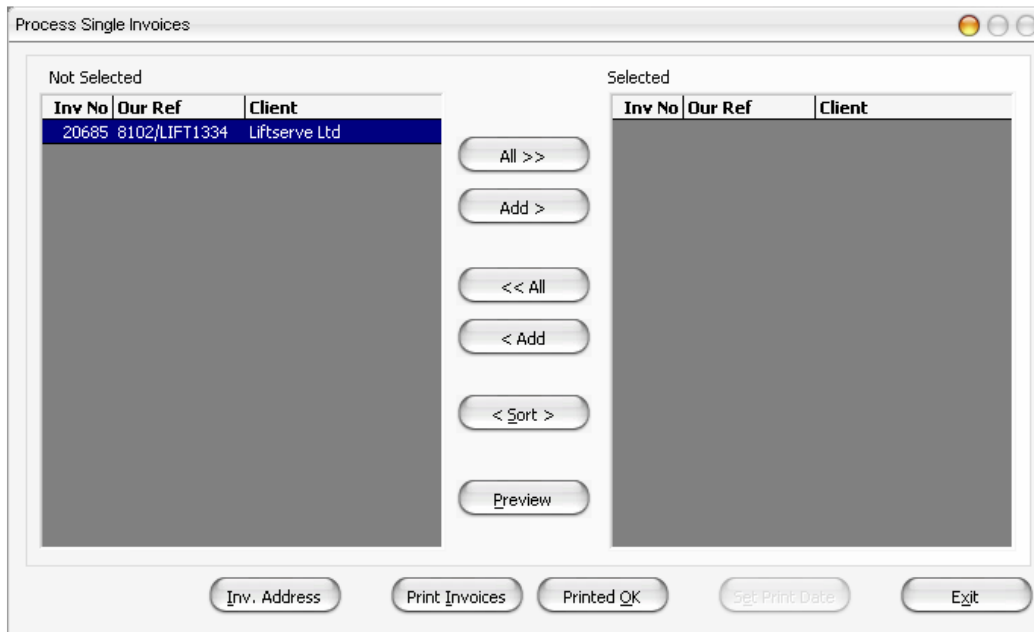 Process Single Invoices
Not Selected
Inv No Our Ref Client
20685 8102/LIFT1334 Liftserve Ltd
All >>
Add >
<< All
< Add
< Sort >
Preview
Selected
Inv No Our Ref Client
Inv. Address Print Invoices Printed OK Set Print Date Exit